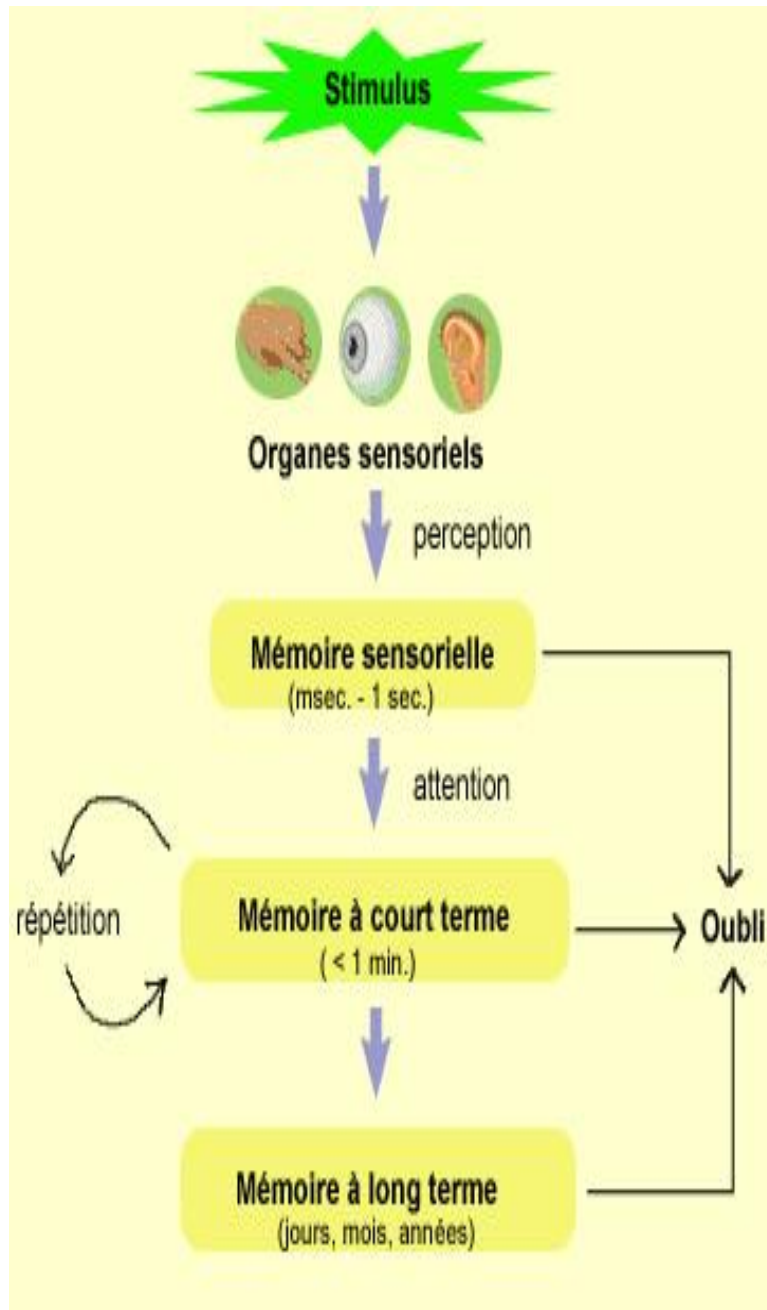 Stimulus
Organes sensoriels
perception
Mémoire sensorielle
(msec. - 1 sec.)
attention
répétition
Mémoire à court terme
( < 1 min.)
Oubli
Mémoire à long terme
(jours, mois, années)